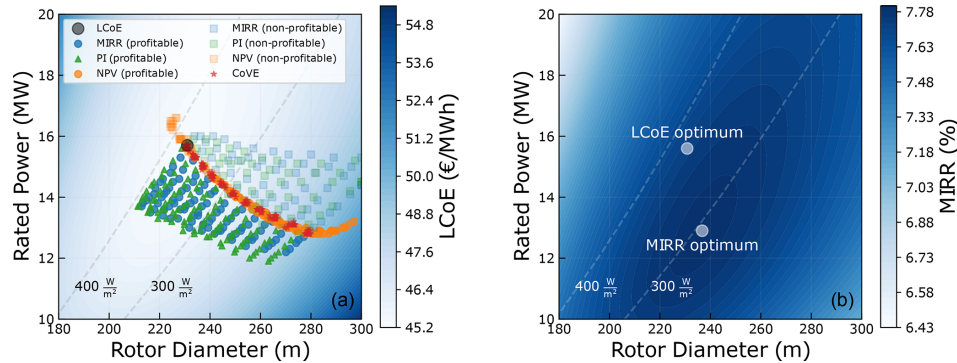 20
18
16
14
12
10
180
200
220
240
260
280
300
Rated Power (MW)
Rotor Diameter (m)
LCoE
MIRR (profitable)
PI (profitable)
NPV (profitable)
MIRR (non-profitable)
PI (non-profitable)
NPV (non-profitable)
CoVE
400 W/m²
300 W/m²
(a)
54.8
53.6
52.4
51.2
50.0
48.8
47.6
46.4
45.2
LCoE (€/MWh)
20
18
16
14
12
10
180
200
220
240
260
280
300
Rated Power (MW)
Rotor Diameter (m)
LCoE optimum
MIRR optimum
400 W/m²
300 W/m²
(b)
7.78
7.63
7.48
7.33
7.18
7.03
6.88
6.73
6.58
6.43
MIRR (%)